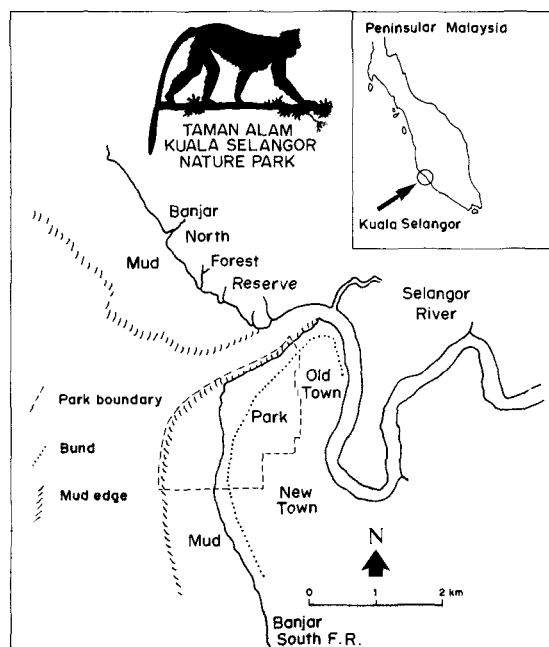 TAMAN ALAM
KUALA SELANGOR
NATURE PARK
Peninsular Malaysia
Kuala Selangor
Banjar
North
Mud
Forest
Reserve
Selangor
River
Park boundary
Bund
Mud edge
Old
Town
Park
New
Town
Mud
N
0 1 2 km
Banjar
South F.R.